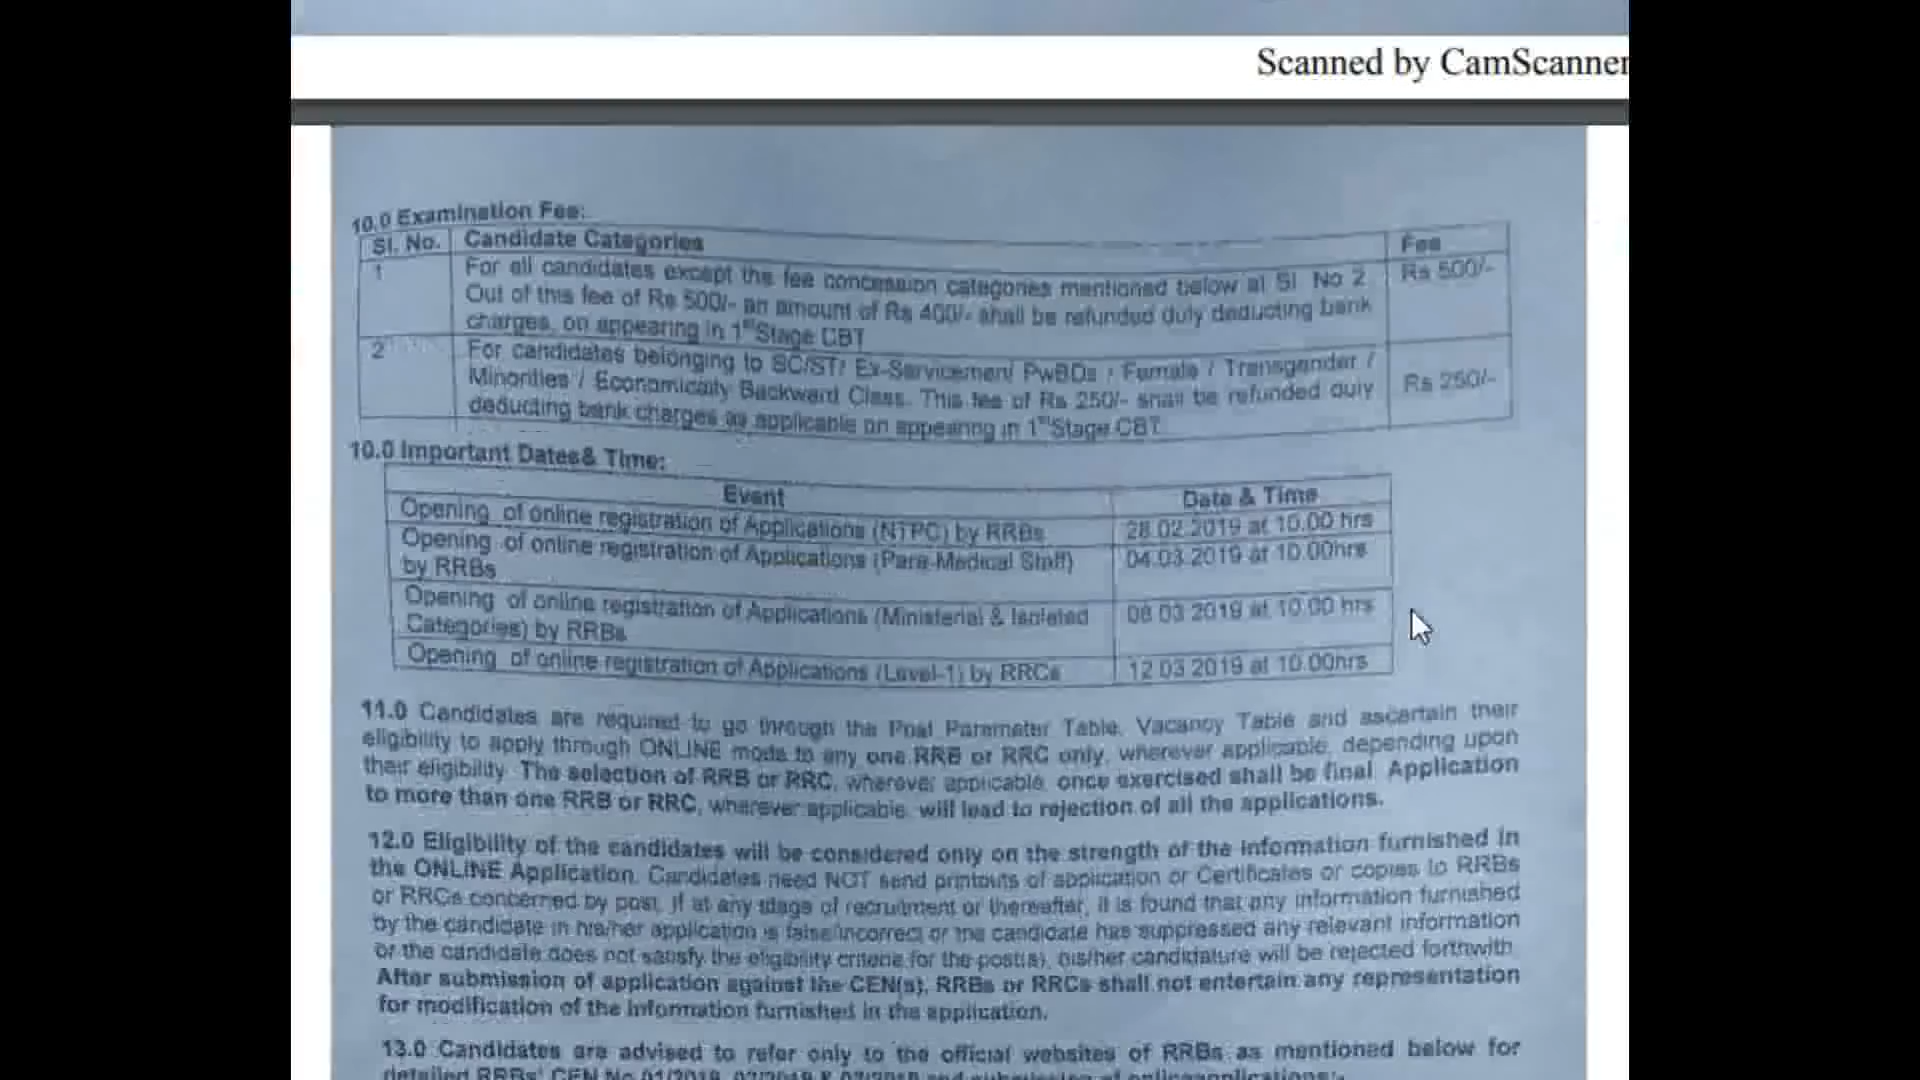 Scanned by CamScanner
10.0 Examination Fee:
Sl. No. Candidate Categories Fee
1 For all candidates except the fee concession categories mentioned below at Sl No 2 Rs 500/-
Out of this fee of Rs 500/- an amount of Rs 400/- shall be refunded duly deducting bank
charges, on appearing in 1st Stage CBT
2 For candidates belonging to SC/ST/ Ex-Servicemen/ PwBDs / Female / Transgender /
Minorities / Economically Backward Class. This fee of Rs 250/- shall be refunded duly Rs 250/-
deducting bank charges as applicable on appearing in 1st Stage CBT
10.0 Important Dates& Time:
Event Date & Time
Opening of online registration of Applications (NTPC) by RRBs 28.02.2019 at 10.00 hrs
Opening of online registration of Applications (Para-Medical Staff) 04.03.2019 at 10.00hrs
by RRBs
Opening of online registration of Applications (Ministerial & Isolated 08 03 2019 at 10.00 hrs
Categories) by RRBs
Opening of online registration of Applications (Level-1) by RRCs 12 03 2019 at 10.00hrs
11.0 Candidates are required to go through the Post Parameter Table, Vacancy Table and ascertain their
eligibility to apply through ONLINE mode to any one RRB or RRC only, wherever applicable, depending upon
their eligibility. The selection of RRB or RRC, wherever applicable, once exercised shall be final. Application
to more than one RRB or RRC, wherever applicable, will lead to rejection of all the applications.
12.0 Eligibility of the candidates will be considered only on the strength of the information furnished in
the ONLINE Application. Candidates need NOT send printouts of application or Certificates or copies to RRBs
or RRCs concerned by post. If at any stage of recruitment or thereafter, it is found that any information furnished
by the candidate in his/her application is false/incorrect or the candidate has suppressed any relevant information
or the candidate does not satisfy the eligibility criteria for the post(s), his/her candidature will be rejected forthwith.
After submission of application against the CEN(s), RRBs or RRCs shall not entertain any representation
for modification of the information furnished in the application.
13.0 Candidates are advised to refer only to the official websites of RRBs as mentioned below for
detailed RRBs' CEN No 01/2019, and submission of onlineapplications:-